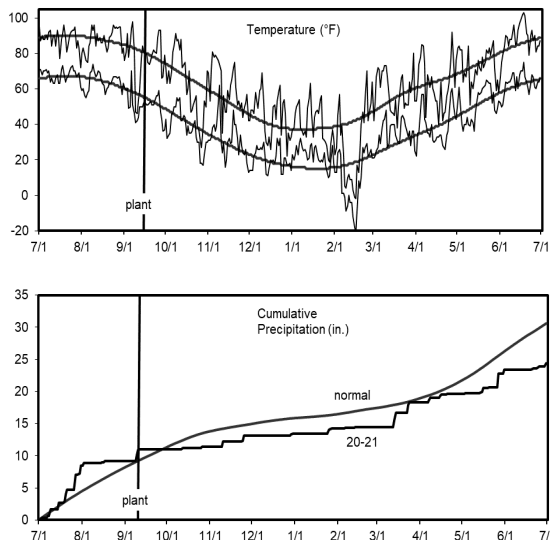 Temperature (°F)
100
80
60
40
20
0
-20
plant
7/1 8/1 9/1 10/1 11/1 12/1 1/1 2/1 3/1 4/1 5/1 6/1 7/1
Cumulative
Precipitation (in.)
35
30
25
20
15
10
5
0
normal
20-21
plant
7/1 8/1 9/1 10/1 11/1 12/1 1/1 2/1 3/1 4/1 5/1 6/1 7/